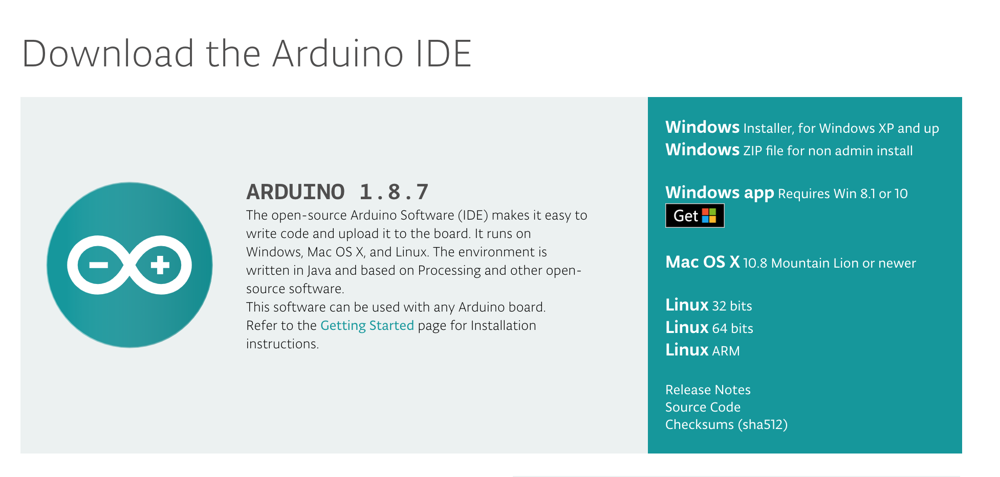 Download the Arduino IDE
ARDUINO 1.8.7
The open-source Arduino Software (IDE) makes it easy to
write code and upload it to the board. It runs on
Windows, Mac OS X, and Linux. The environment is
written in Java and based on Processing and other open-
source software.
This software can be used with any Arduino board.
Refer to the Getting Started page for Installation
instructions.
Windows Installer, for Windows XP and up
Windows ZIP file for non admin install
Windows app Requires Win 8.1 or 10
Get
Mac OS X 10.8 Mountain Lion or newer
Linux 32 bits
Linux 64 bits
Linux ARM
Release Notes
Source Code
Checksums (sha512)